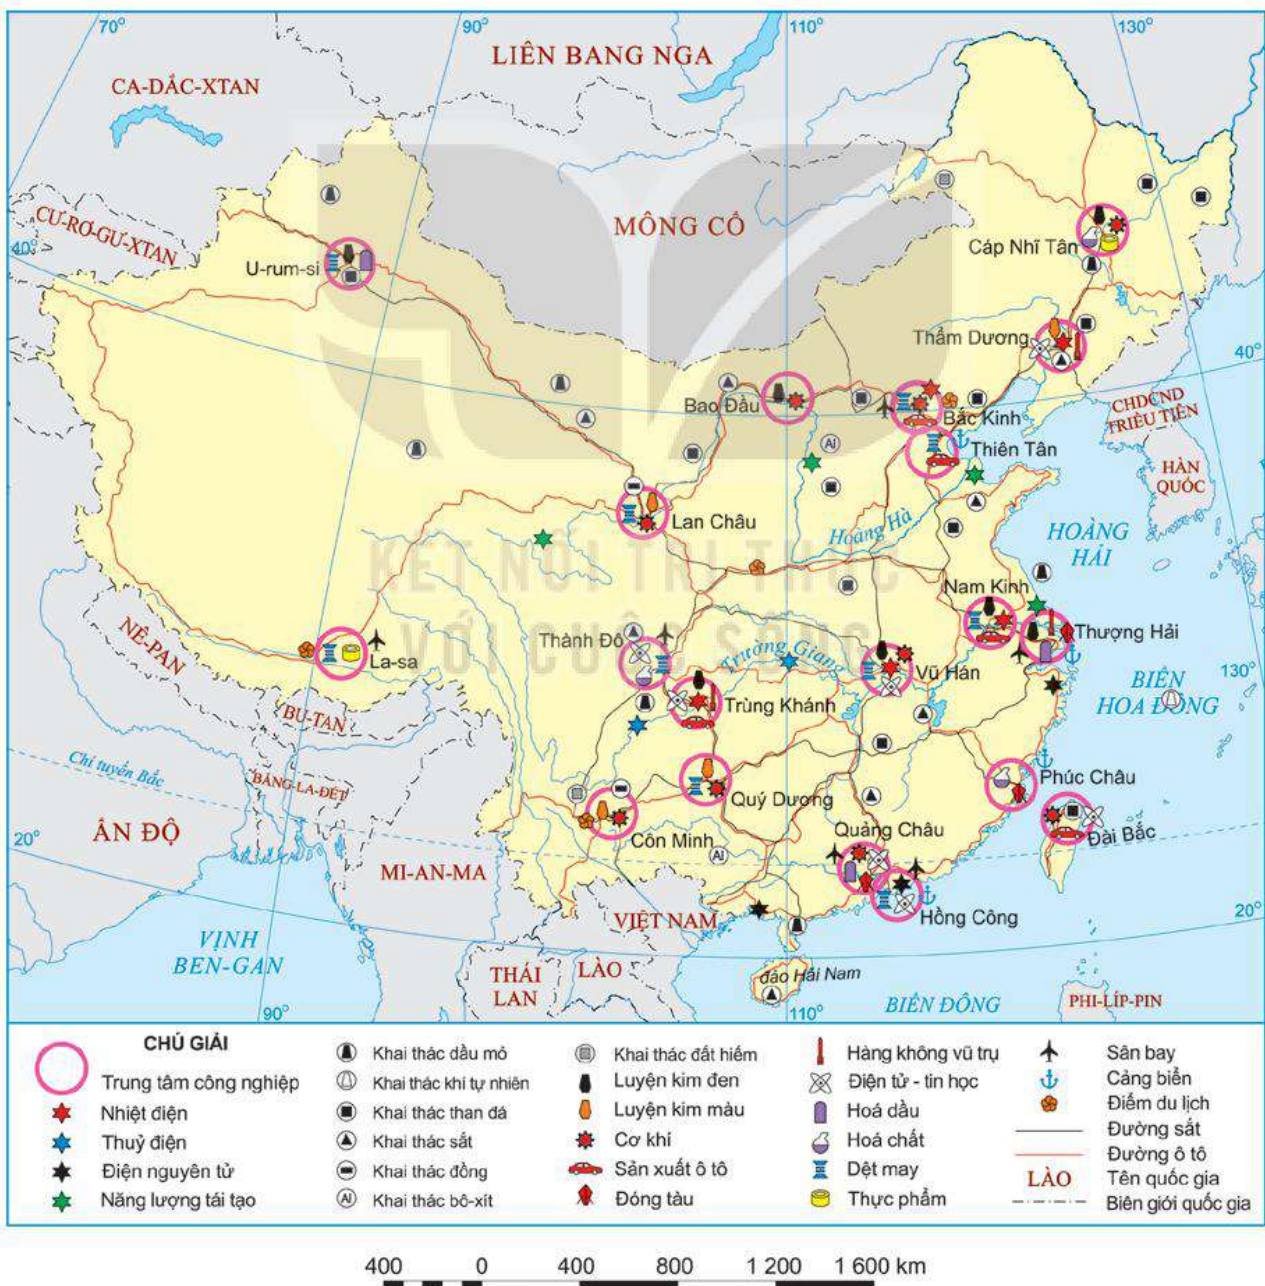 70°
90°
110°
130°
LIÊN BANG NGA
CA-DẮC-XTAN
MÔNG CỔ
CƯ-RƠ-GƯ-XTAN
40°
U-rum-si
Cáp Nhĩ Tân
Thẩm Dương
40°
Bao Đầu
Bắc Kinh
CHDCND
TRIỀU TIÊN
Thiên Tân
HÀN
QUỐC
Al
Lan Châu
Hoàng Hà
HOÀNG
HẢI
KẾT NỐI TRI THỨC
VỚI CUỘC SỐNG
Nam Kinh
Thành Đô
Thượng Hải
NÊ-PAN
La-sa
Trường Giang
Vũ Hán
130°
BIỂN
HOA ĐÔNG
Trùng Khánh
BU-TAN
Chí tuyến Bắc
BĂNG-LA-ĐÉT
Phúc Châu
Quý Dương
ẤN ĐỘ
20°
Côn Minh
Quảng Châu
Đài Bắc
Al
MI-AN-MA
VIỆT NAM
Hồng Công
20°
VỊNH
BEN-GAN
THÁI
LAN
LÀO
đảo Hải Nam
BIỂN ĐÔNG
PHI-LÍP-PIN
90°
110°
CHÚ GIẢI
Trung tâm công nghiệp
Nhiệt điện
Thuỷ điện
Điện nguyên tử
Năng lượng tái tạo
Khai thác dầu mỏ
Khai thác khí tự nhiên
Khai thác than đá
Khai thác sắt
Khai thác đồng
Al Khai thác bô-xít
Khai thác đất hiếm
Luyện kim đen
Luyện kim màu
Cơ khí
Sản xuất ô tô
Đóng tàu
Hàng không vũ trụ
Điện tử - tin học
Hoá dầu
Hoá chất
Dệt may
Thực phẩm
Sân bay
Cảng biển
Điểm du lịch
Đường sắt
Đường ô tô
LÀO Tên quốc gia
Biên giới quốc gia
400 0 400 800 1 200 1 600 km